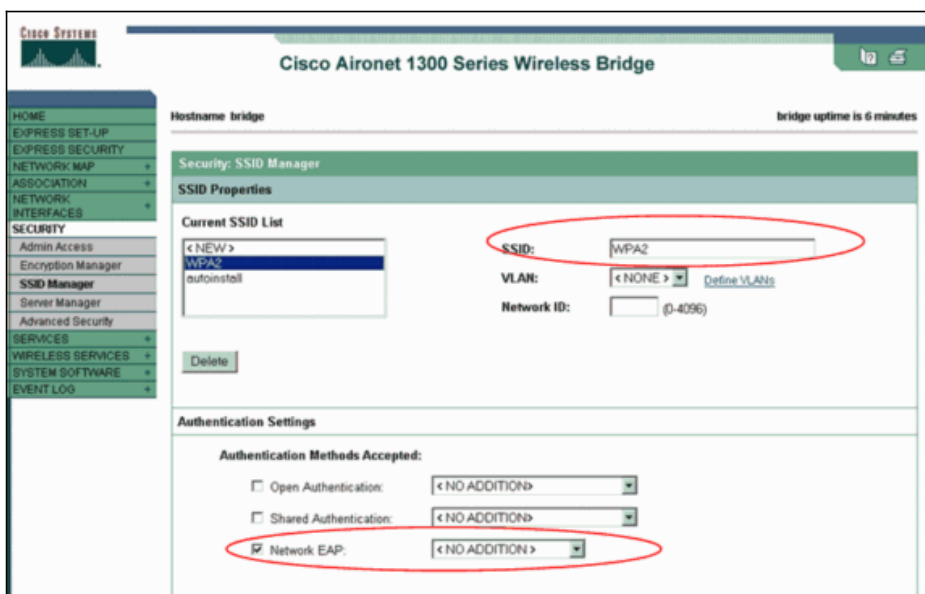 CISCO SYSTEMS
Cisco Aironet 1300 Series Wireless Bridge
HOME
EXPRESS SET-UP
EXPRESS SECURITY
NETWORK MAP +
ASSOCIATION +
NETWORK
INTERFACES +
SECURITY
Admin Access
Encryption Manager
SSID Manager
Server Manager
Advanced Security
SERVICES +
WIRELESS SERVICES +
SYSTEM SOFTWARE +
EVENT LOG +
Hostname bridge
bridge uptime is 6 minutes
Security: SSID Manager
SSID Properties
Current SSID List
< NEW >
WPA2
autoinstall
Delete
SSID: WPA2
VLAN: < NONE > Define VLANs
Network ID: (0-4096)
Authentication Settings
Authentication Methods Accepted:
Open Authentication: < NO ADDITION>
Shared Authentication: < NO ADDITION>
Network EAP: < NO ADDITION >